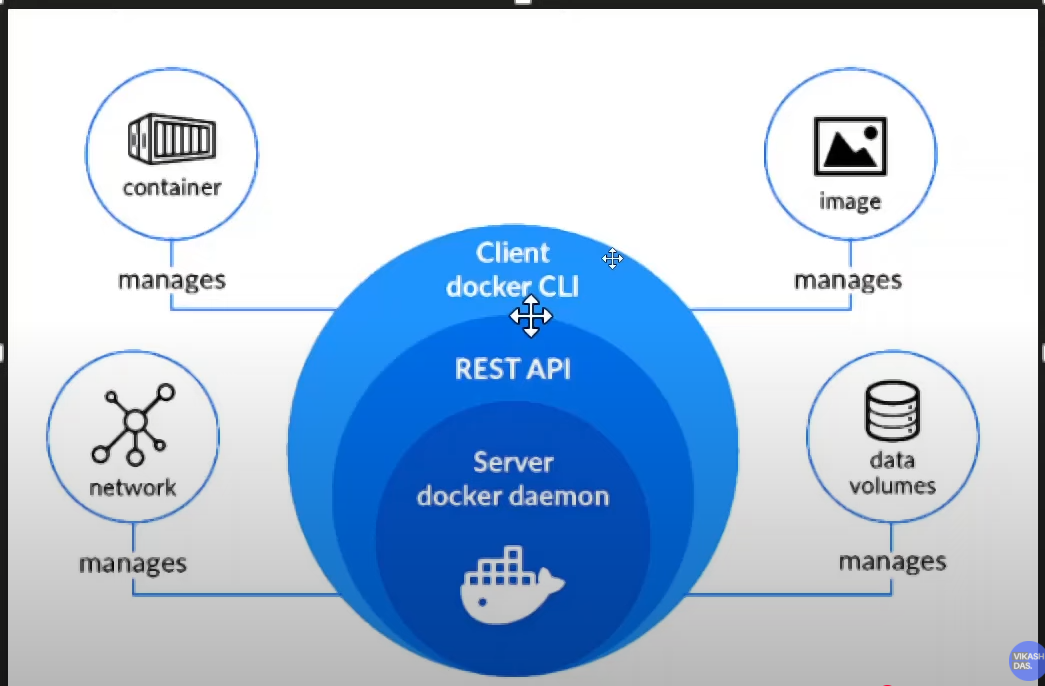 container
manages
image
manages
Client
docker CLI
REST API
Server
docker daemon
network
manages
data
volumes
manages
VIKASH
DAS.